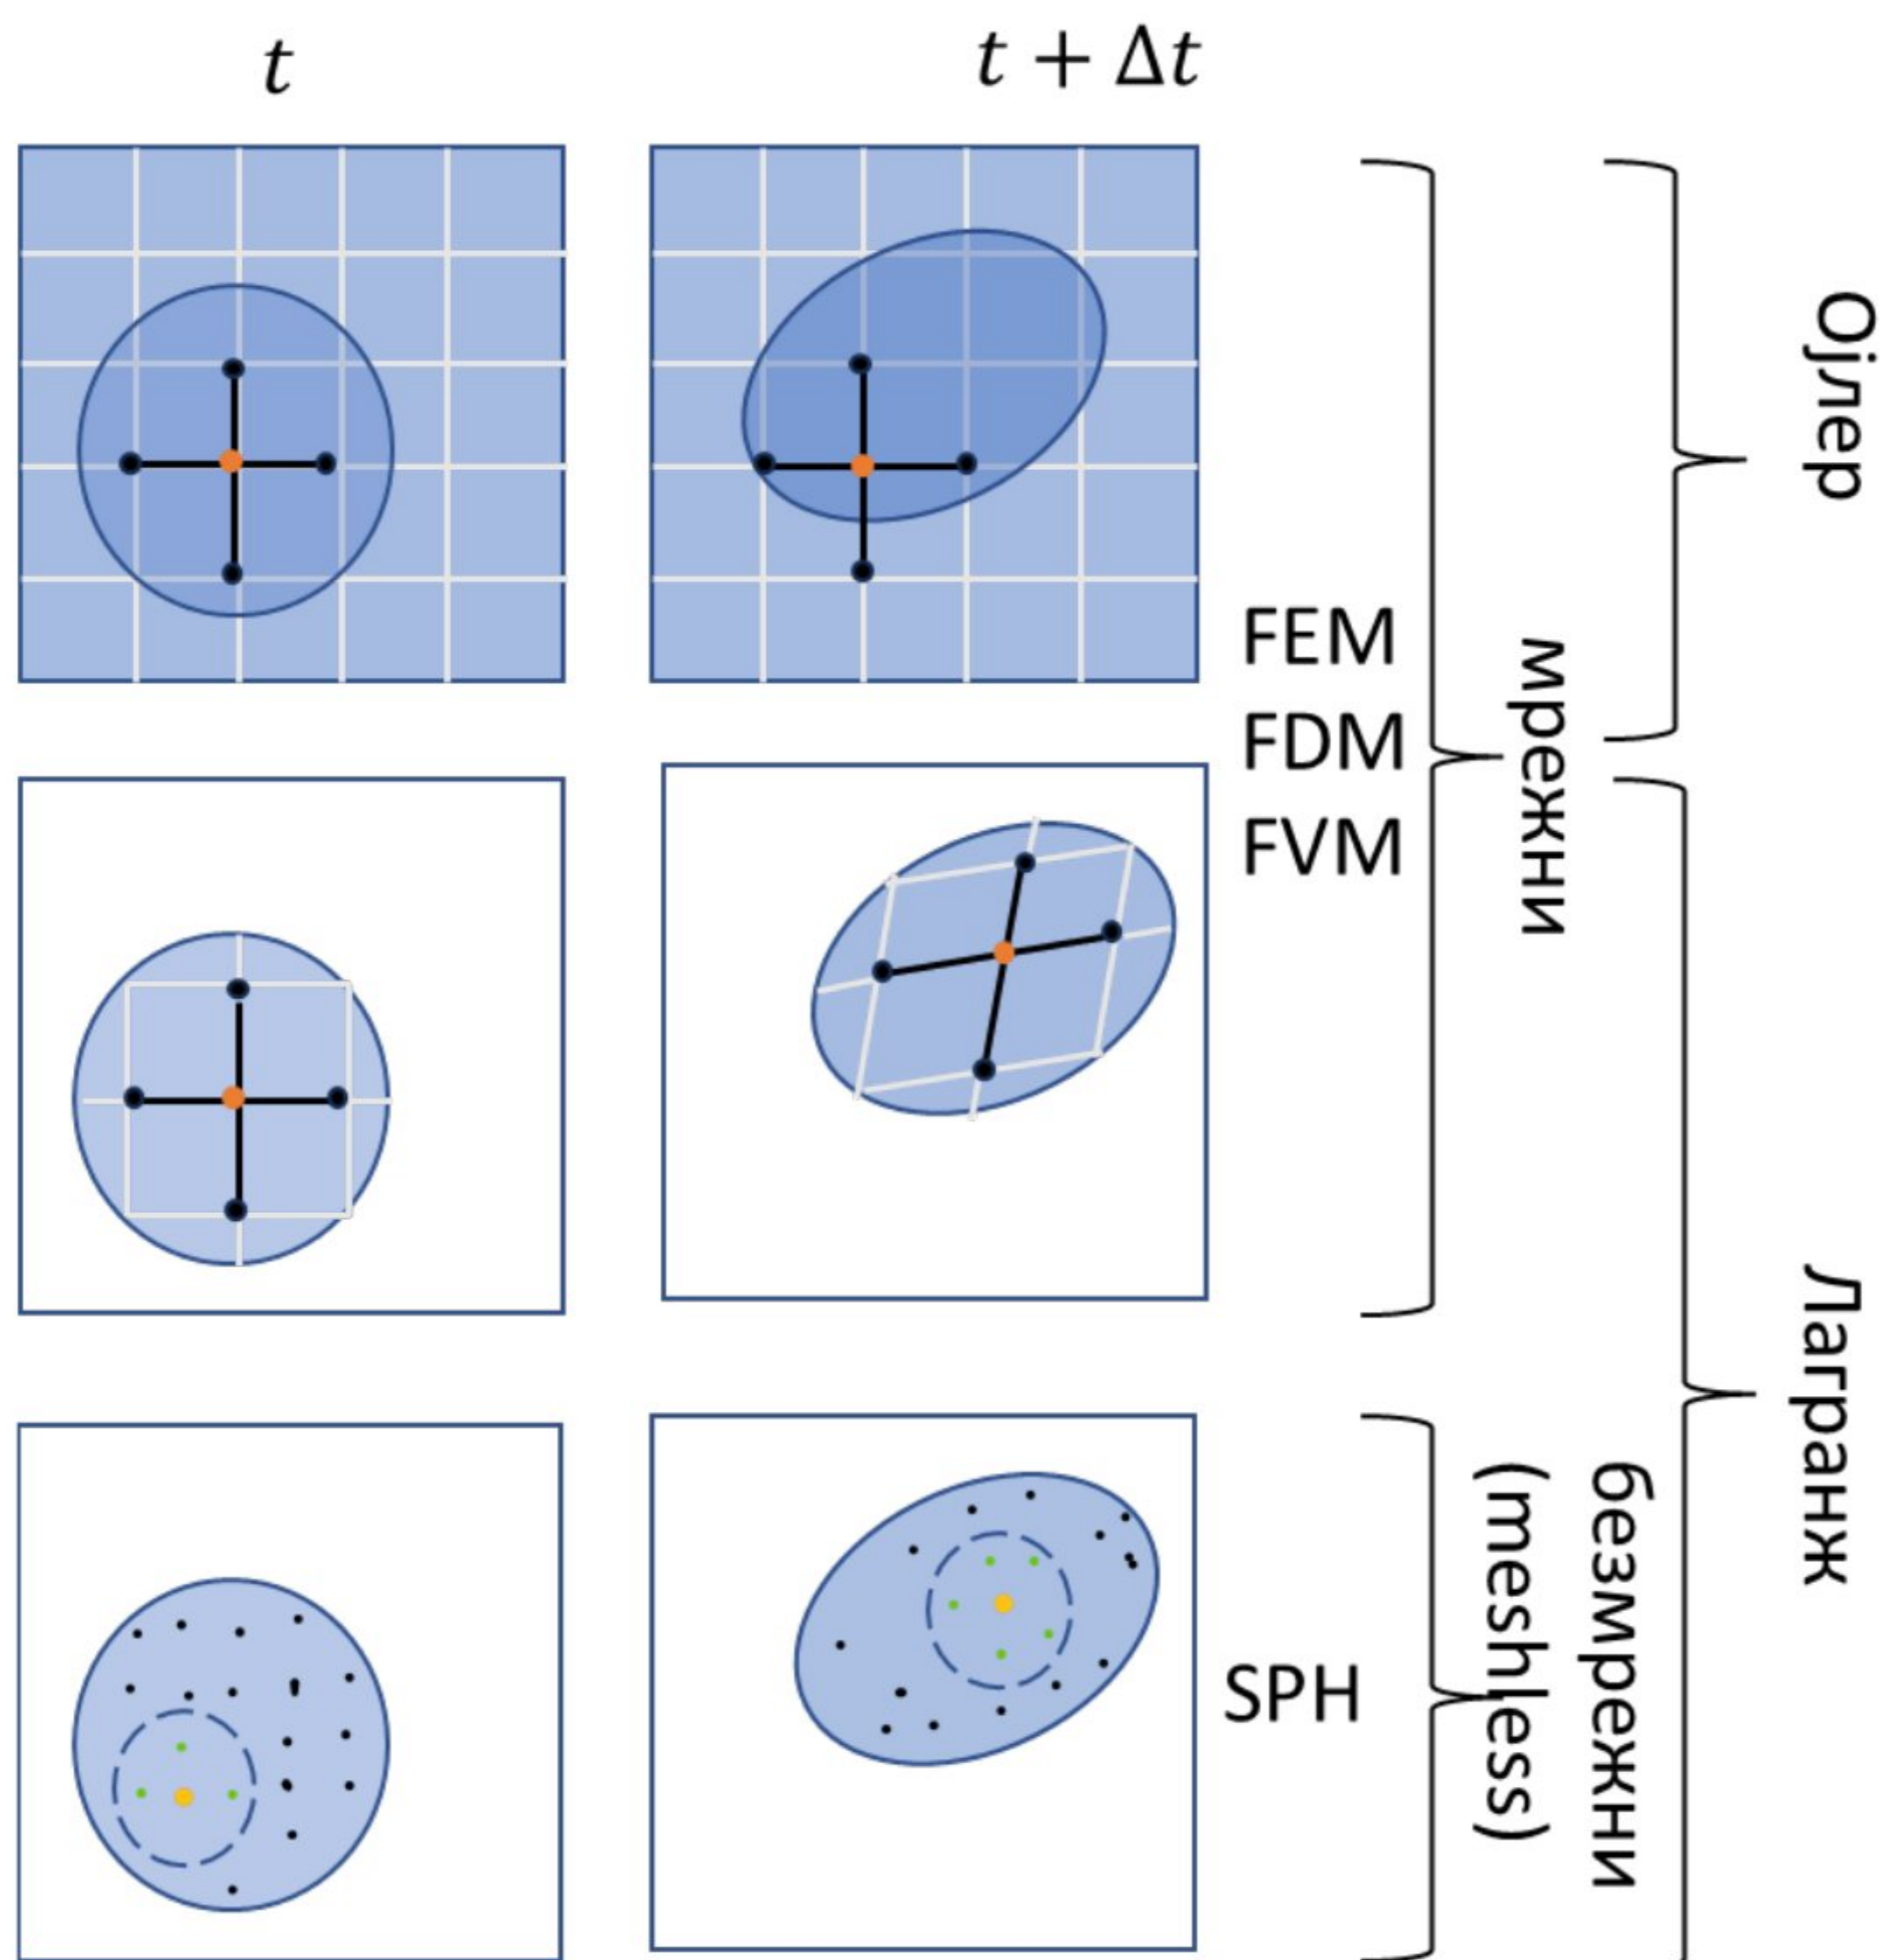 t
t + Δt
FEM
FDM
FVM
мрежни
Ојлер
SPH
безмрежни
(meshless)
Лагранж